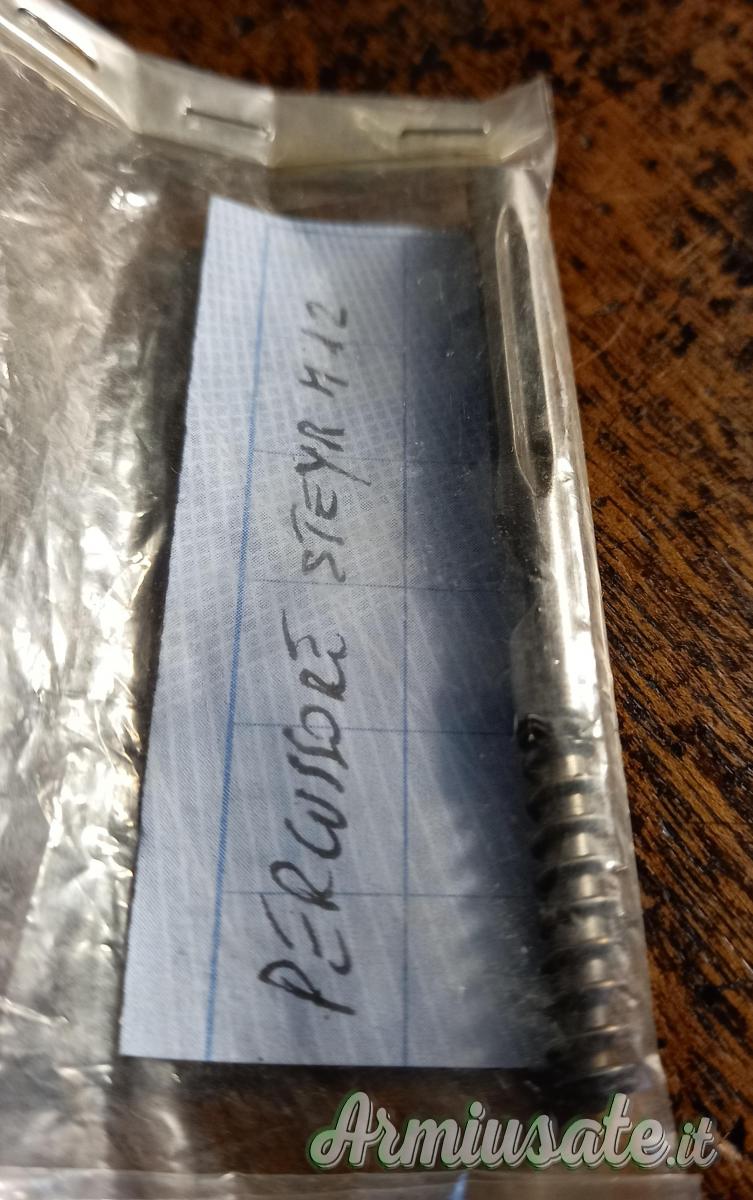 PERCUSSORE STEYR M12
Armiusate.it